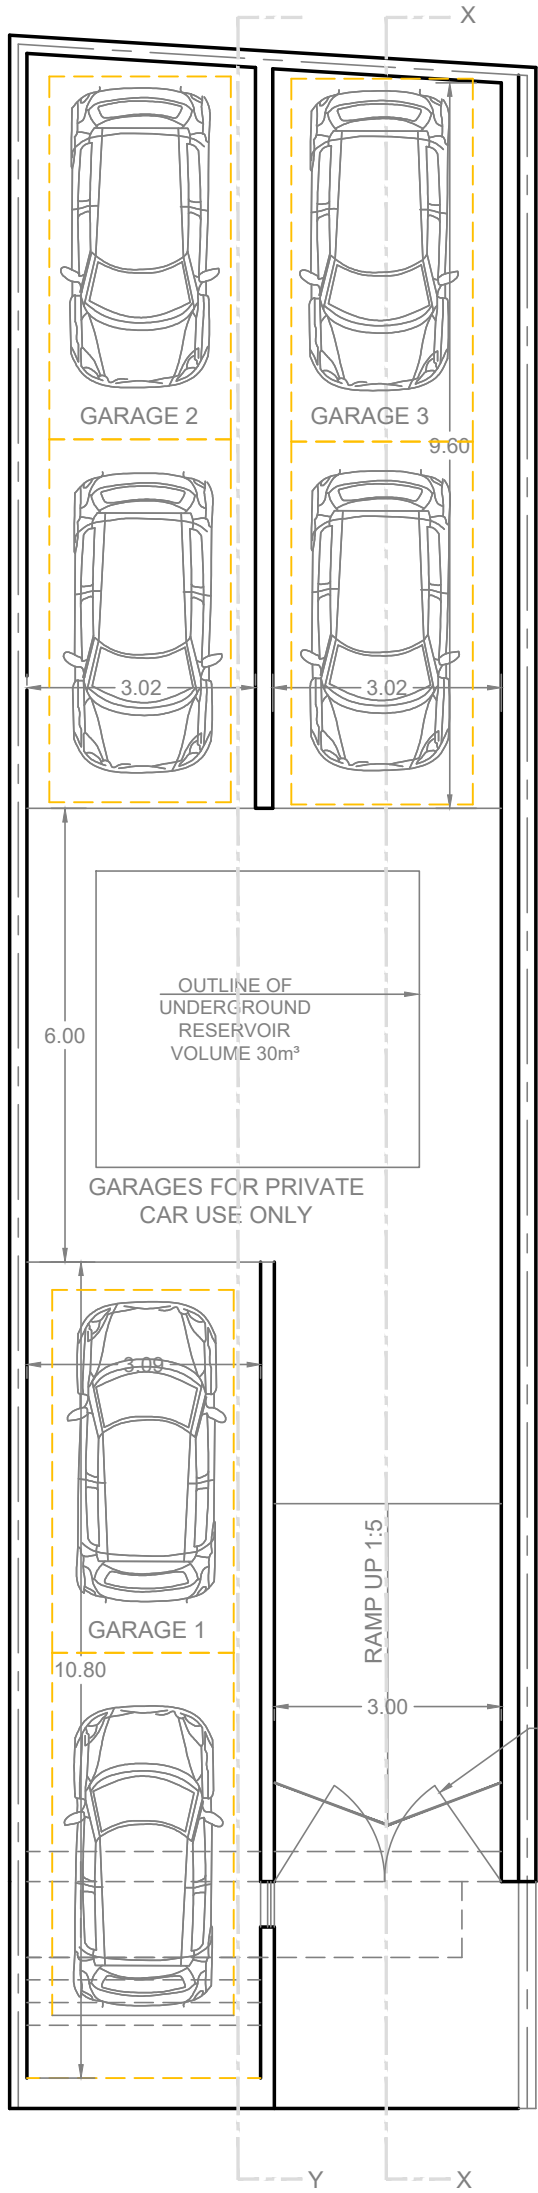 X
GARAGE 2
GARAGE 3
9.60
3.02
3.02
OUTLINE OF
UNDERGROUND
RESERVOIR
VOLUME 30m³
6.00
GARAGES FOR PRIVATE
CAR USE ONLY
3.09
RAMP UP 1:5
GARAGE 1
10.80
3.00
Y
X